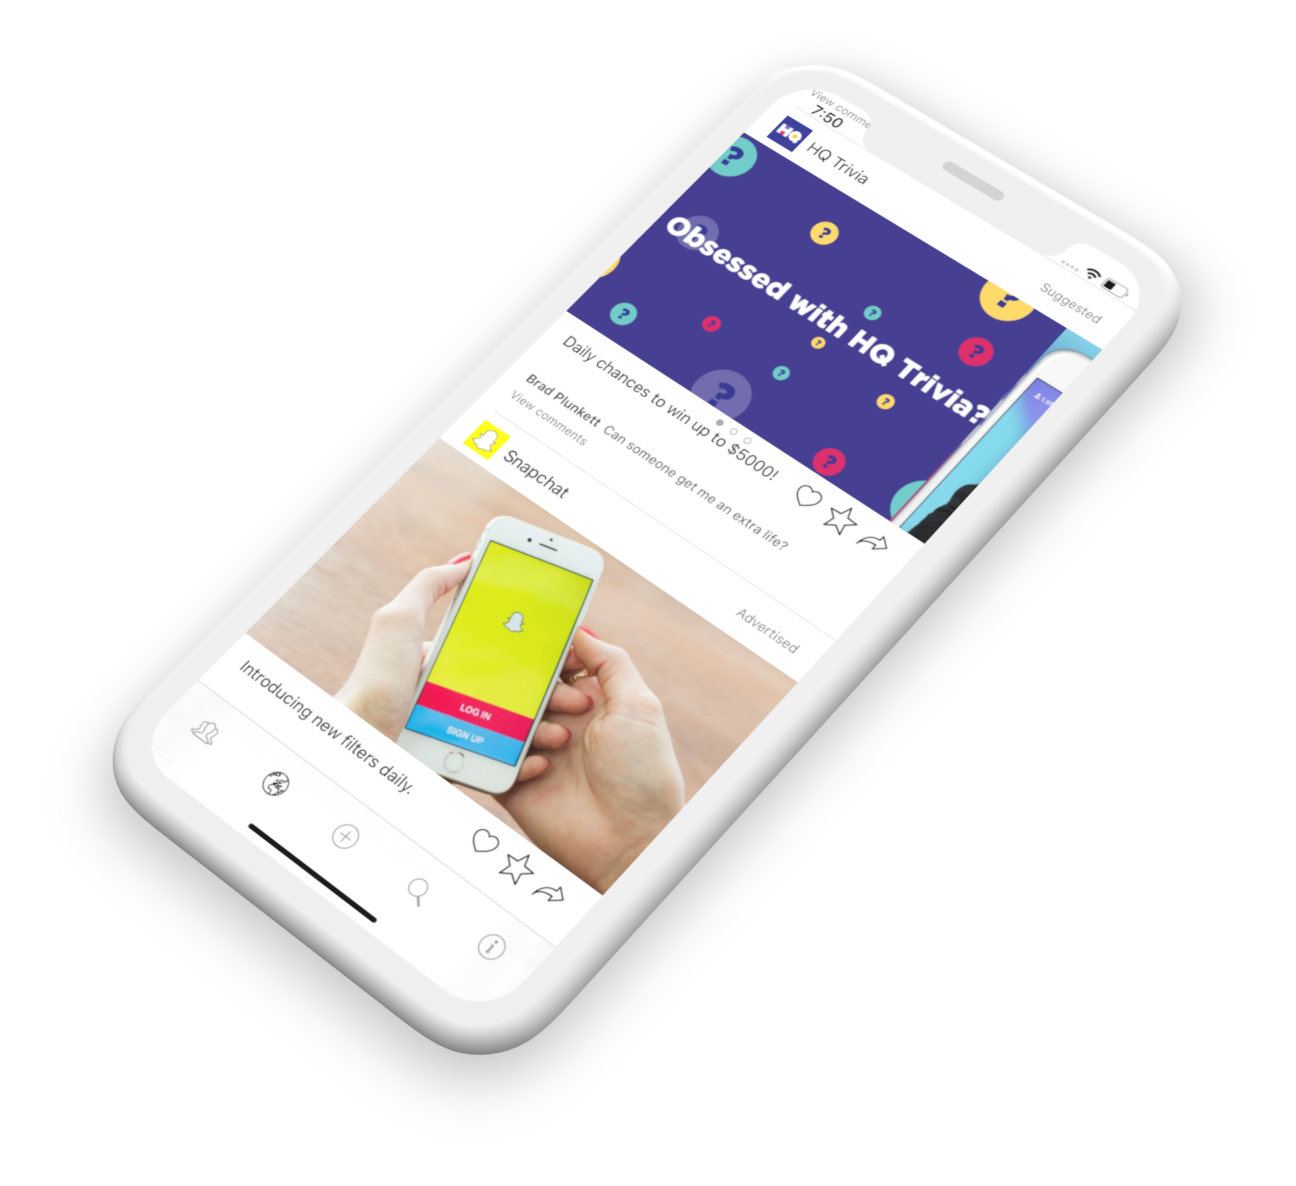 View comme
7:50
HQ
HQ Trivia
Suggested
Obsessed with HQ Trivia?
Daily chances to win up to $5000!
Brad Plunkett Can someone get me an extra life?
View comments
Snapchat
Advertised
LOG IN
SIGN UP
Introducing new filters daily.